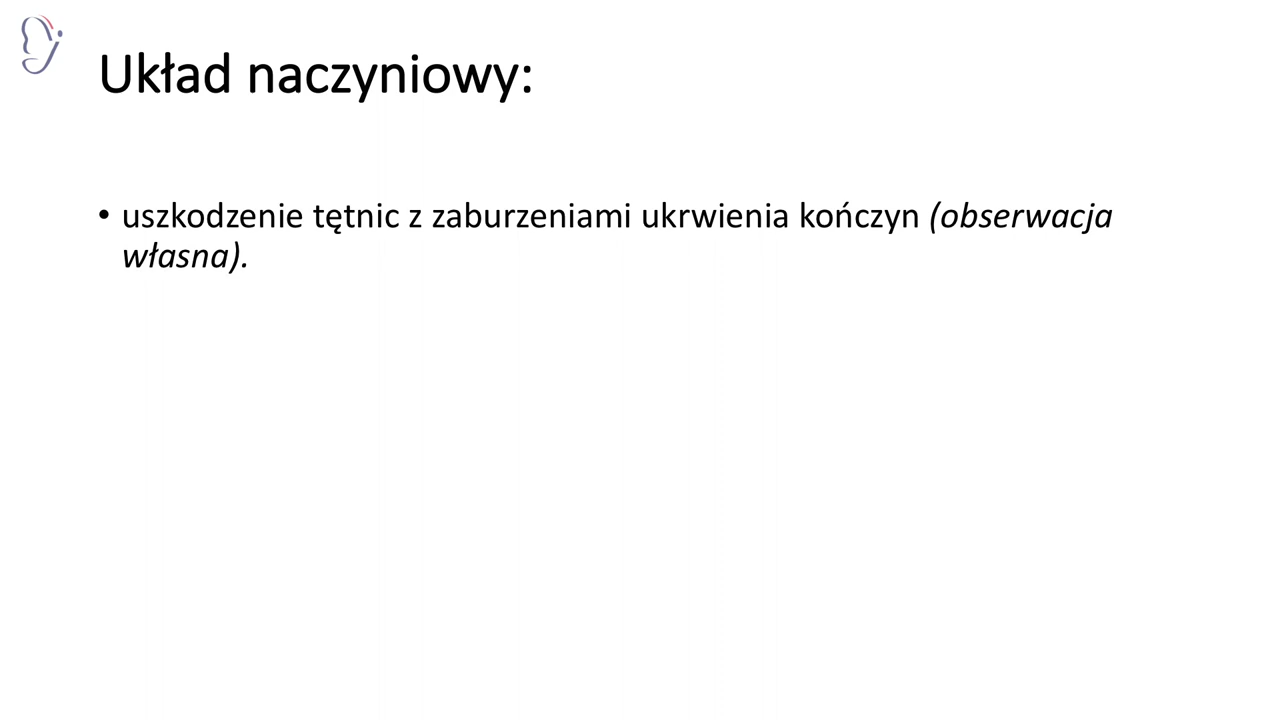 Układ naczyniowy:
• uszkodzenie tętnic z zaburzeniami ukrwienia kończyn (obserwacja
własna).